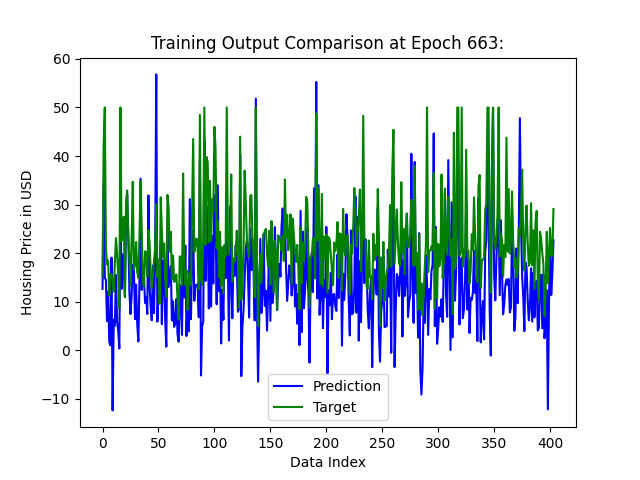 Training Output Comparison at Epoch 663:
60
50
40
30
20
10
0
−10
Housing Price in USD
Prediction
Target
0 50 100 150 200 250 300 350 400
Data Index